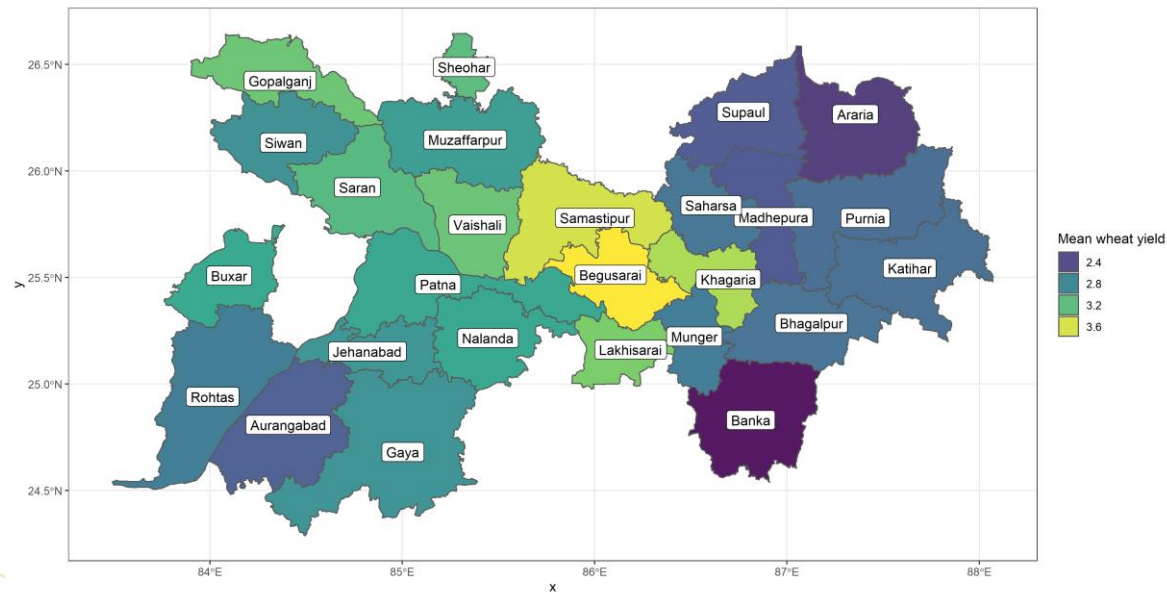 Sheohar
Gopalganj
Supaul
Araria
Siwan
Muzaffarpur
Saran
Saharsa
Samastipur
Madhepura
Purnia
Vaishali
Buxar
Patna
Begusarai
Khagaria
Katihar
Nalanda
Bhagalpur
Jehanabad
Lakhisarai
Munger
Rohtas
Aurangabad
Banka
Gaya
26.5°N
26.0°N
25.5°N
25.0°N
24.5°N
y
84°E
85°E
86°E
87°E
88°E
x
Mean wheat yield
2.4
2.8
3.2
3.6